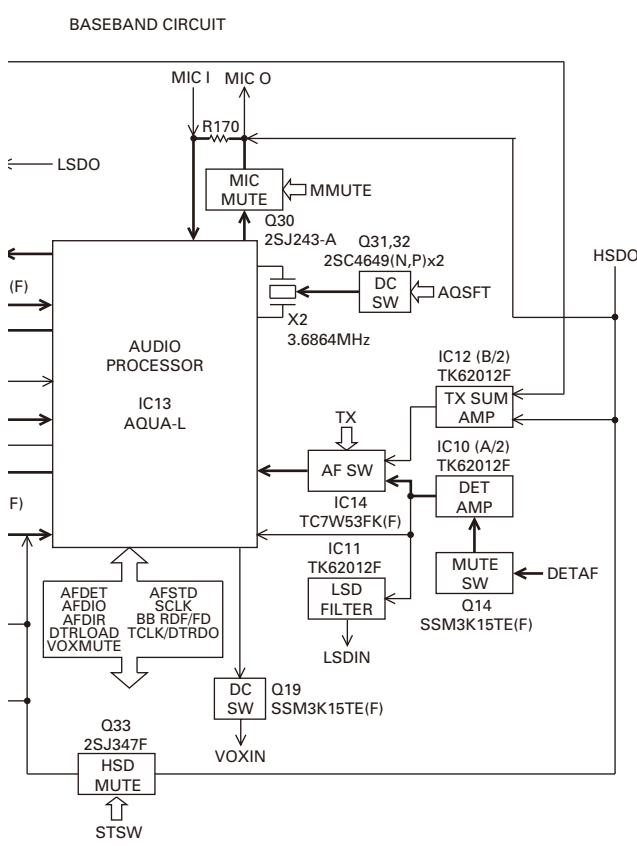 BASEBAND CIRCUIT
MIC I
MIC O
R170
LSDO
MIC
MUTE
MMUTE
Q30
2SJ243-A
Q31,32
2SC4649(N,P)x2
HSDO
(F)
DC
SW
AQSFT
X2
3.6864MHz
AUDIO
PROCESSOR
IC13
AQUA-L
IC12 (B/2)
TK62012F
TX SUM
AMP
TX
IC10 (A/2)
TK62012F
AF SW
DET
AMP
IC14
TC7W53FK(F)
F)
IC11
TK62012F
MUTE
SW
DETAF
LSD
FILTER
Q14
SSM3K15TE(F)
LSDIN
AFDET
AFDIO
AFDIR
DTRLOAD
VOXMUTE
AFSTD
SCLK
BB RDF/FD
TCLK/DTRDO
DC
SW
Q19
SSM3K15TE(F)
VOXIN
Q33
2SJ347F
HSD
MUTE
STSW